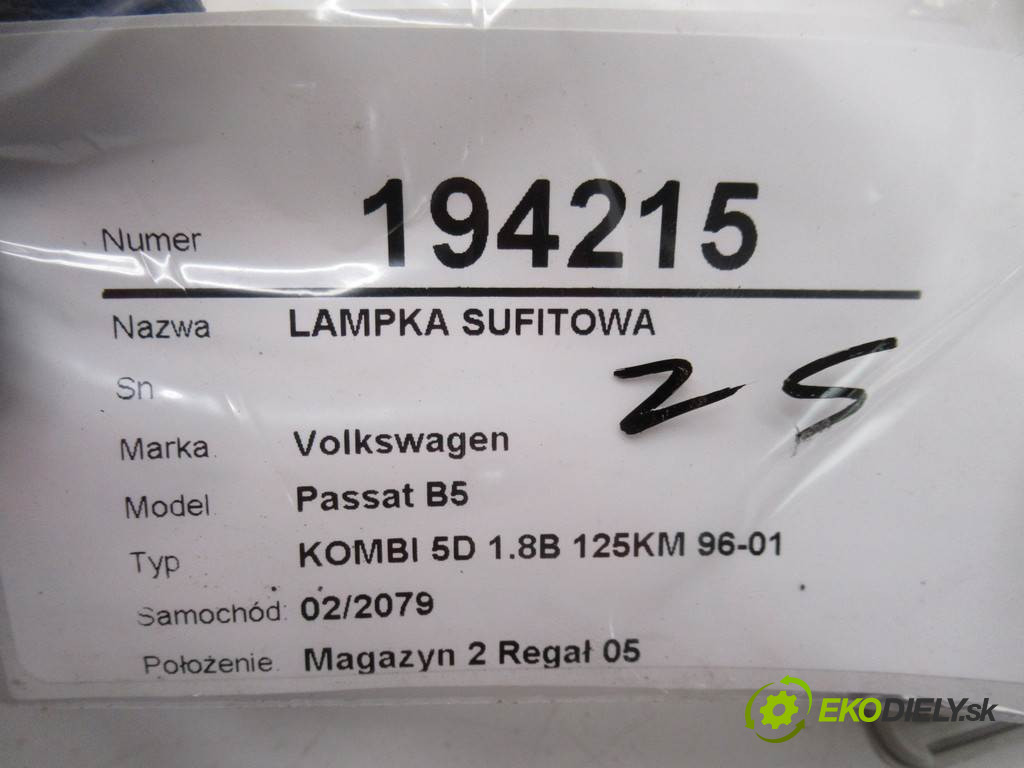 Numer 194215
Nazwa LAMPKA SUFITOWA
Sn
ZS
Marka Volkswagen
Model Passat B5
Typ KOMBI 5D 1.8B 125KM 96-01
Samochód: 02/2079
Położenie Magazyn 2 Regał 05
EKODIELY.sk